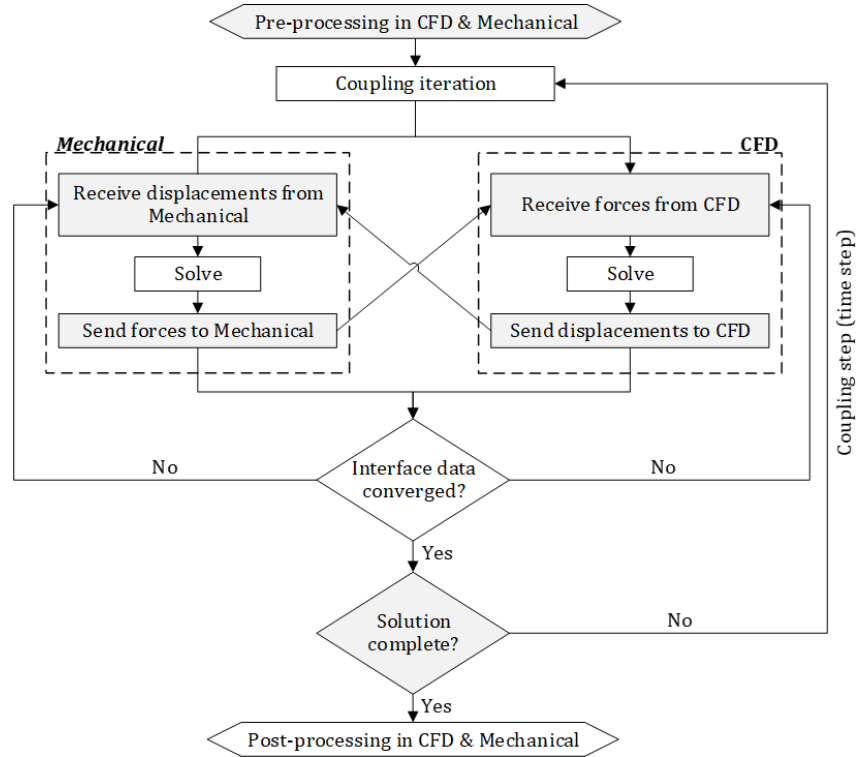 Pre-processing in CFD & Mechanical
Coupling iteration
Mechanical
CFD
Receive displacements from
Mechanical
Receive forces from CFD
Solve
Solve
Send forces to Mechanical
Send displacements to CFD
Coupling step (time step)
Interface data
converged?
No
No
Yes
Solution
complete?
No
Yes
Post-processing in CFD & Mechanical